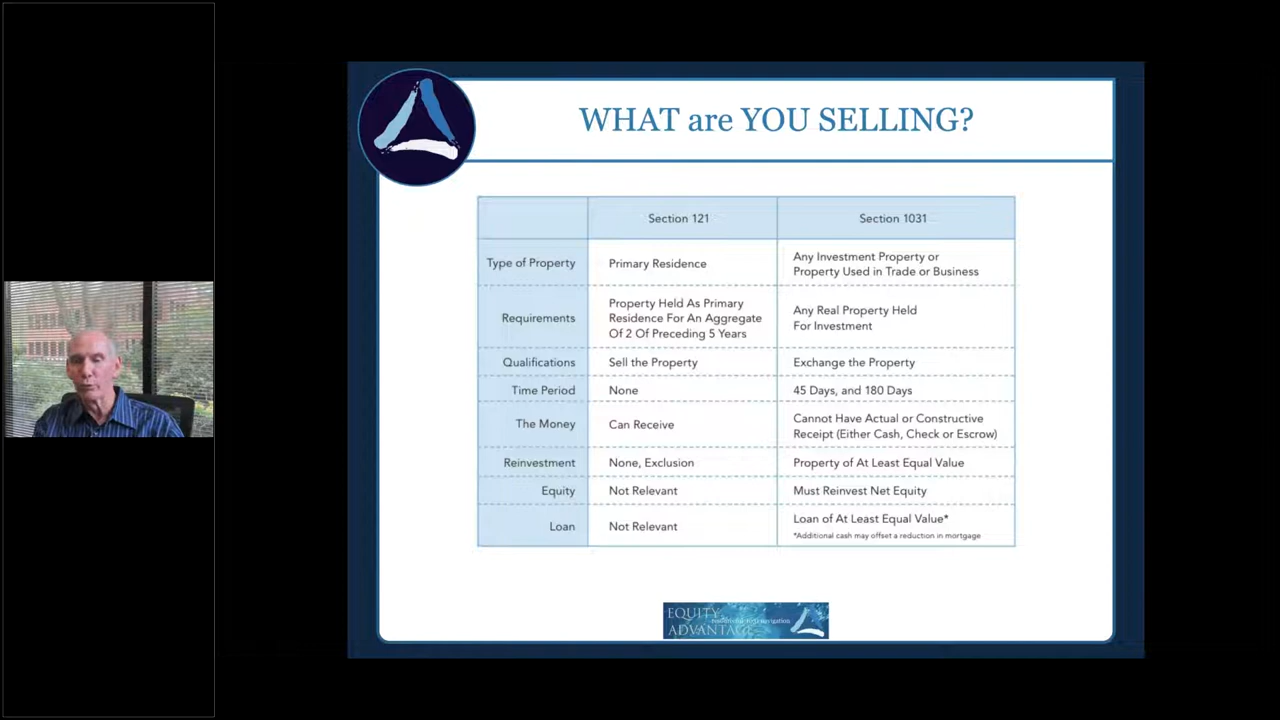 WHAT are YOU SELLING?
Section 121
Section 1031
Type of Property
Primary Residence
Any Investment Property or
Property Used in Trade or Business
Requirements
Property Held As Primary
Residence For An Aggregate
Of 2 Of Preceding 5 Years
Any Real Property Held
For Investment
Qualifications
Sell the Property
Exchange the Property
Time Period
None
45 Days, and 180 Days
The Money
Can Receive
Cannot Have Actual or Constructive
Receipt (Either Cash, Check or Escrow)
Reinvestment
None, Exclusion
Property of At Least Equal Value
Equity
Not Relevant
Must Reinvest Net Equity
Loan
Not Relevant
Loan of At Least Equal Value*
*Additional cash may offset a reduction in mortgage
EQUITY
navigation
ADVANTAGE